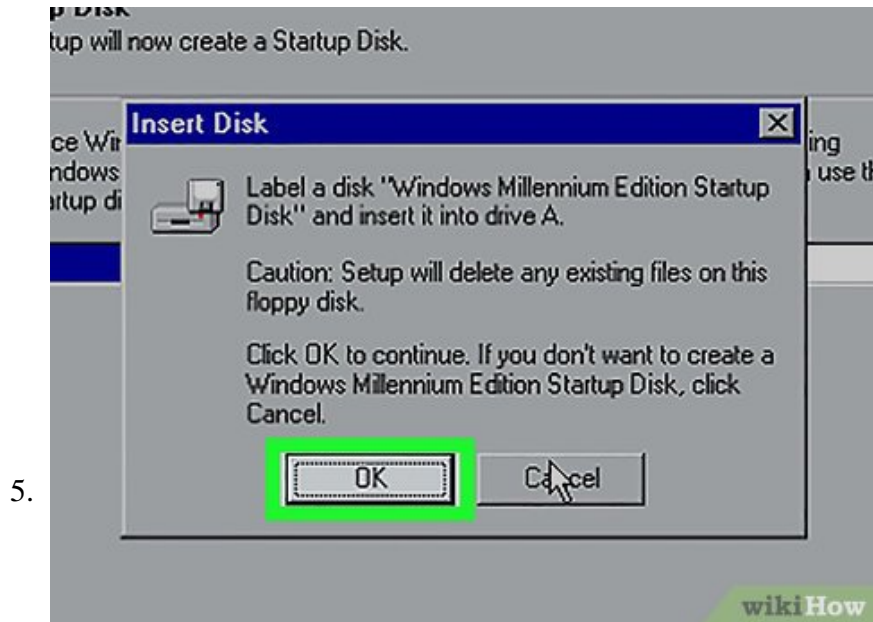 tup will now create a Startup Disk.
Insert Disk
ce Win
ing
ndows
use th
artup di
Label a disk "Windows Millennium Edition Startup
Disk" and insert it into drive A.
Caution: Setup will delete any existing files on this
floppy disk.
Click OK to continue. If you don't want to create a
Windows Millennium Edition Startup Disk, click
Cancel.
OK
Cancel
5.
wikiHow